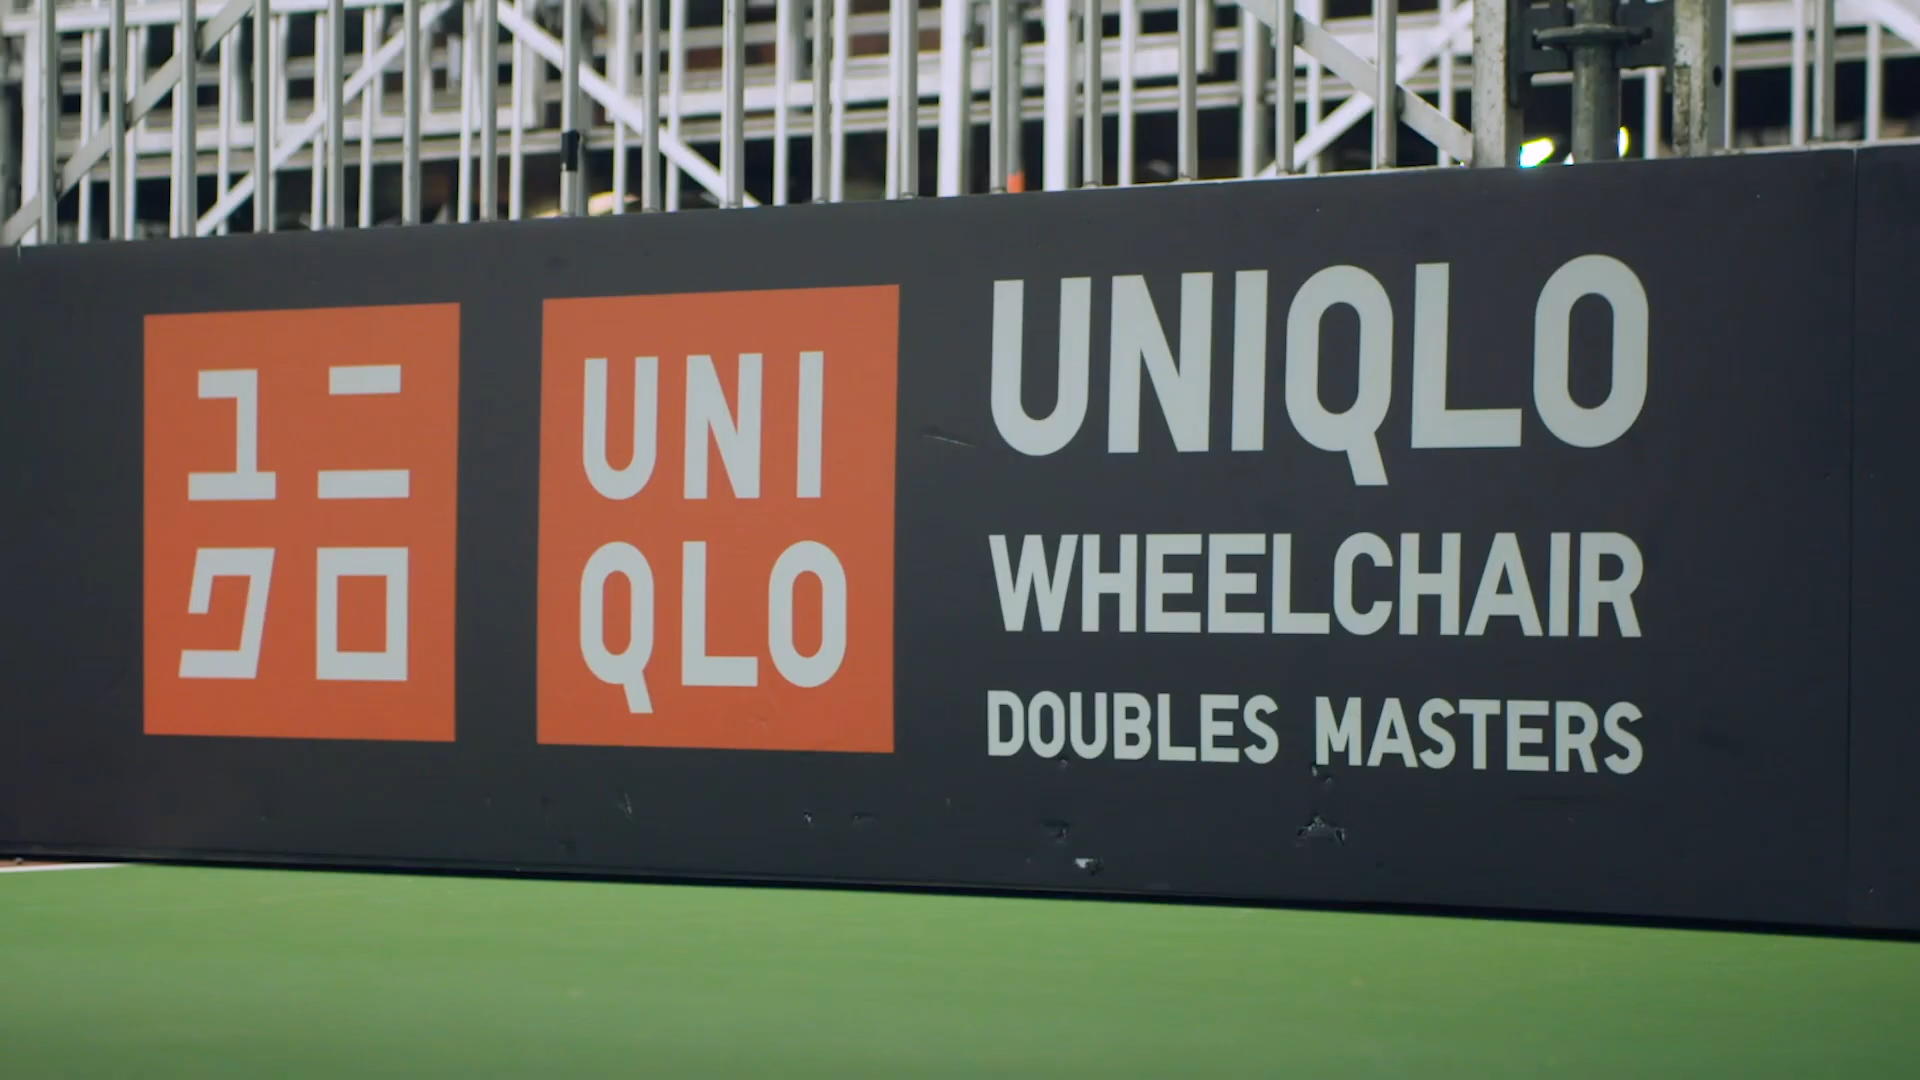 ユニ
クロ
UNI
QLO
UNIQLO
WHEELCHAIR
DOUBLES MASTERS